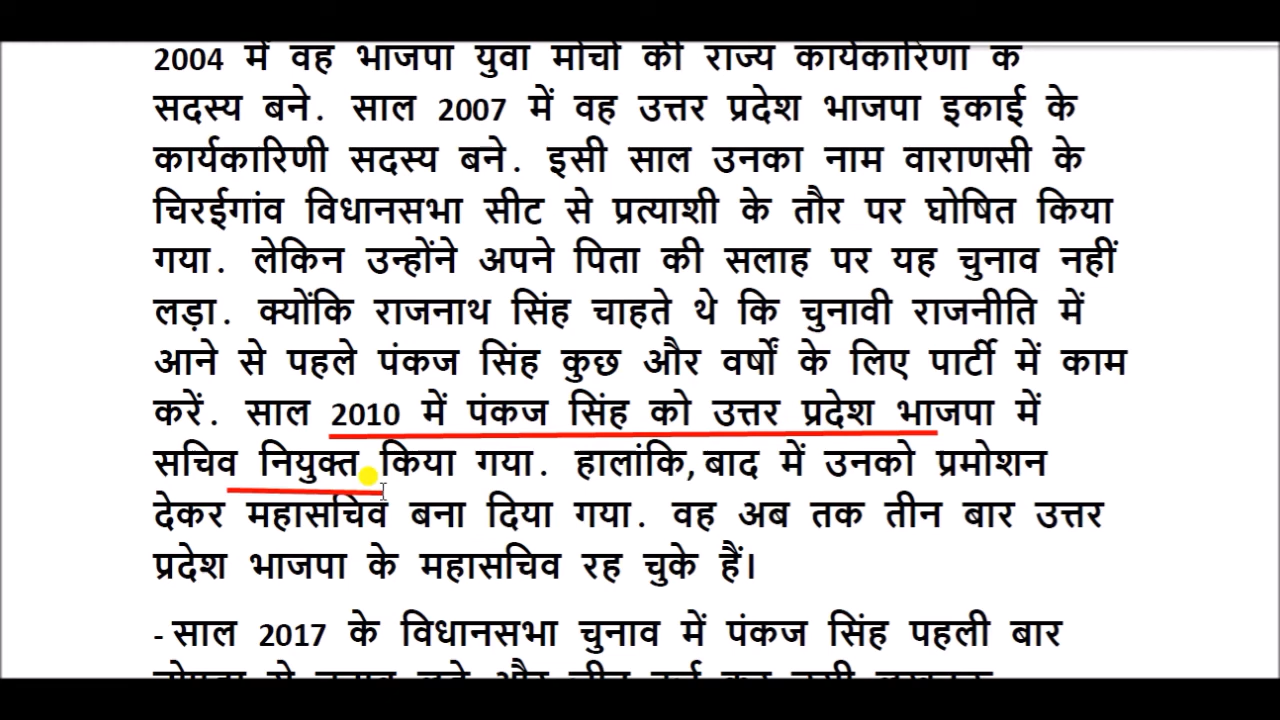 2004 में वह भाजपा युवा मोर्चा की राज्य कार्यकारिणी के
सदस्य बने. साल 2007 में वह उत्तर प्रदेश भाजपा इकाई के
कार्यकारिणी सदस्य बने. इसी साल उनका नाम वाराणसी के
चिरईगांव विधानसभा सीट से प्रत्याशी के तौर पर घोषित किया
गया. लेकिन उन्होंने अपने पिता की सलाह पर यह चुनाव नहीं
लड़ा. क्योंकि राजनाथ सिंह चाहते थे कि चुनावी राजनीति में
आने से पहले पंकज सिंह कुछ और वर्षों के लिए पार्टी में काम
करें. साल 2010 में पंकज सिंह को उत्तर प्रदेश भाजपा में
सचिव नियुक्त किया गया. हालांकि,बाद में उनको प्रमोशन
देकर महासचिव बना दिया गया. वह अब तक तीन बार उत्तर
प्रदेश भाजपा के महासचिव रह चुके हैं।
- साल 2017 के विधानसभा चुनाव में पंकज सिंह पहली बार